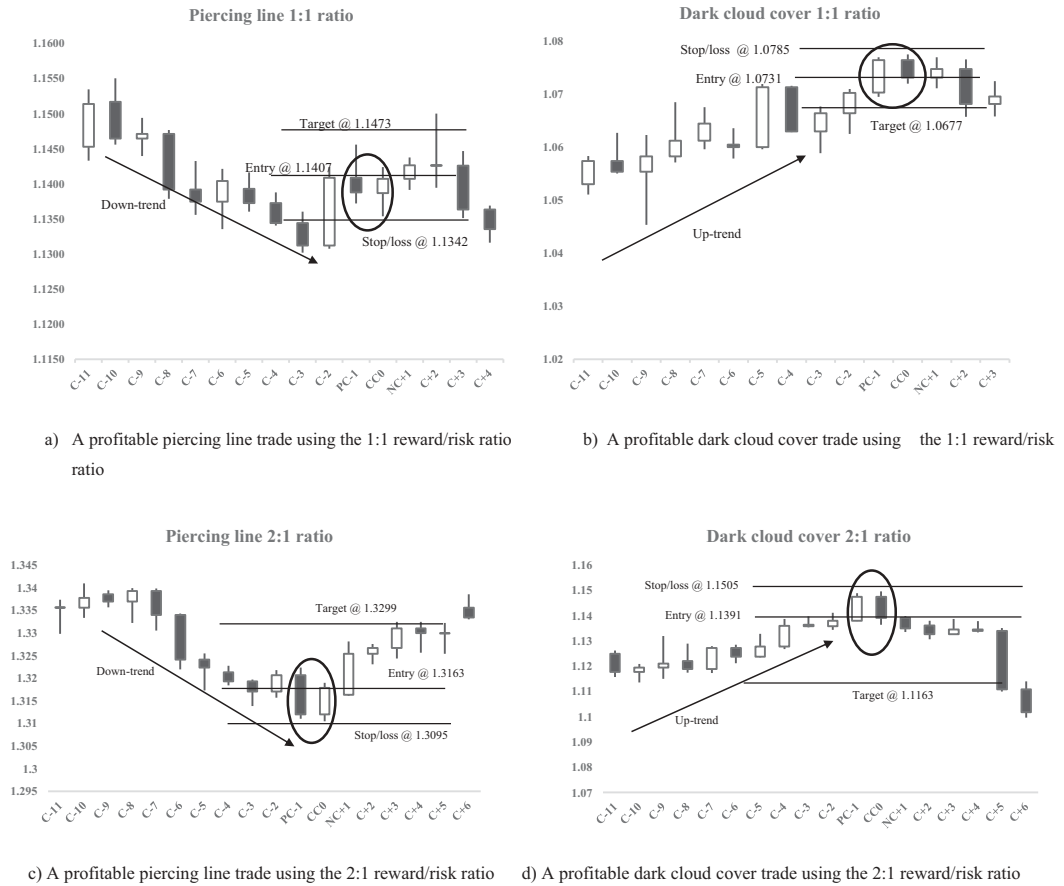 Piercing line 1:1 ratio
1.1600
1.1550
1.1500
1.1450
1.1400
1.1350
1.1300
1.1250
1.1200
1.1150
Target @ 1.1473
Entry @ 1.1407
Down-trend
Stop/loss @ 1.1342
C-11 C-10 C-9 C-8 C-7 C-6 C-5 C-4 C-3 C-2 PC-1 CC0 NC+1 C+2 C+3 C+4
a) A profitable piercing line trade using the 1:1 reward/risk ratio
ratio
Dark cloud cover 1:1 ratio
1.08
1.07
1.06
1.05
1.04
1.03
1.02
Stop/loss @ 1.0785
Entry @ 1.0731
Target @ 1.0677
Up-trend
C-11 C-10 C-9 C-8 C-7 C-6 C-5 C-4 C-3 C-2 PC-1 CC0 NC+1 C+2 C+3
b) A profitable dark cloud cover trade using the 1:1 reward/risk
Piercing line 2:1 ratio
1.345
1.34
1.335
1.33
1.325
1.32
1.315
1.31
1.305
1.3
1.295
Target @ 1.3299
Down-trend
Entry @ 1.3163
Stop/loss @ 1.3095
C-11 C-10 C-9 C-8 C-7 C-6 C-5 C-4 C-3 C-2 PC-1 CC0 NC+1 C+2 C+3 C+4 C+5 C+6
c) A profitable piercing line trade using the 2:1 reward/risk ratio
Dark cloud cover 2:1 ratio
1.16
1.15
1.14
1.13
1.12
1.11
1.1
1.09
1.08
1.07
Stop/loss @ 1.1505
Entry @ 1.1391
Target @ 1.1163
Up-trend
C-11 C-10 C-9 C-8 C-7 C-6 C-5 C-4 C-3 C-2 PC-1 CC0 NC+1 C+2 C+3 C+4 C+5 C+6
d) A profitable dark cloud cover trade using the 2:1 reward/risk ratio